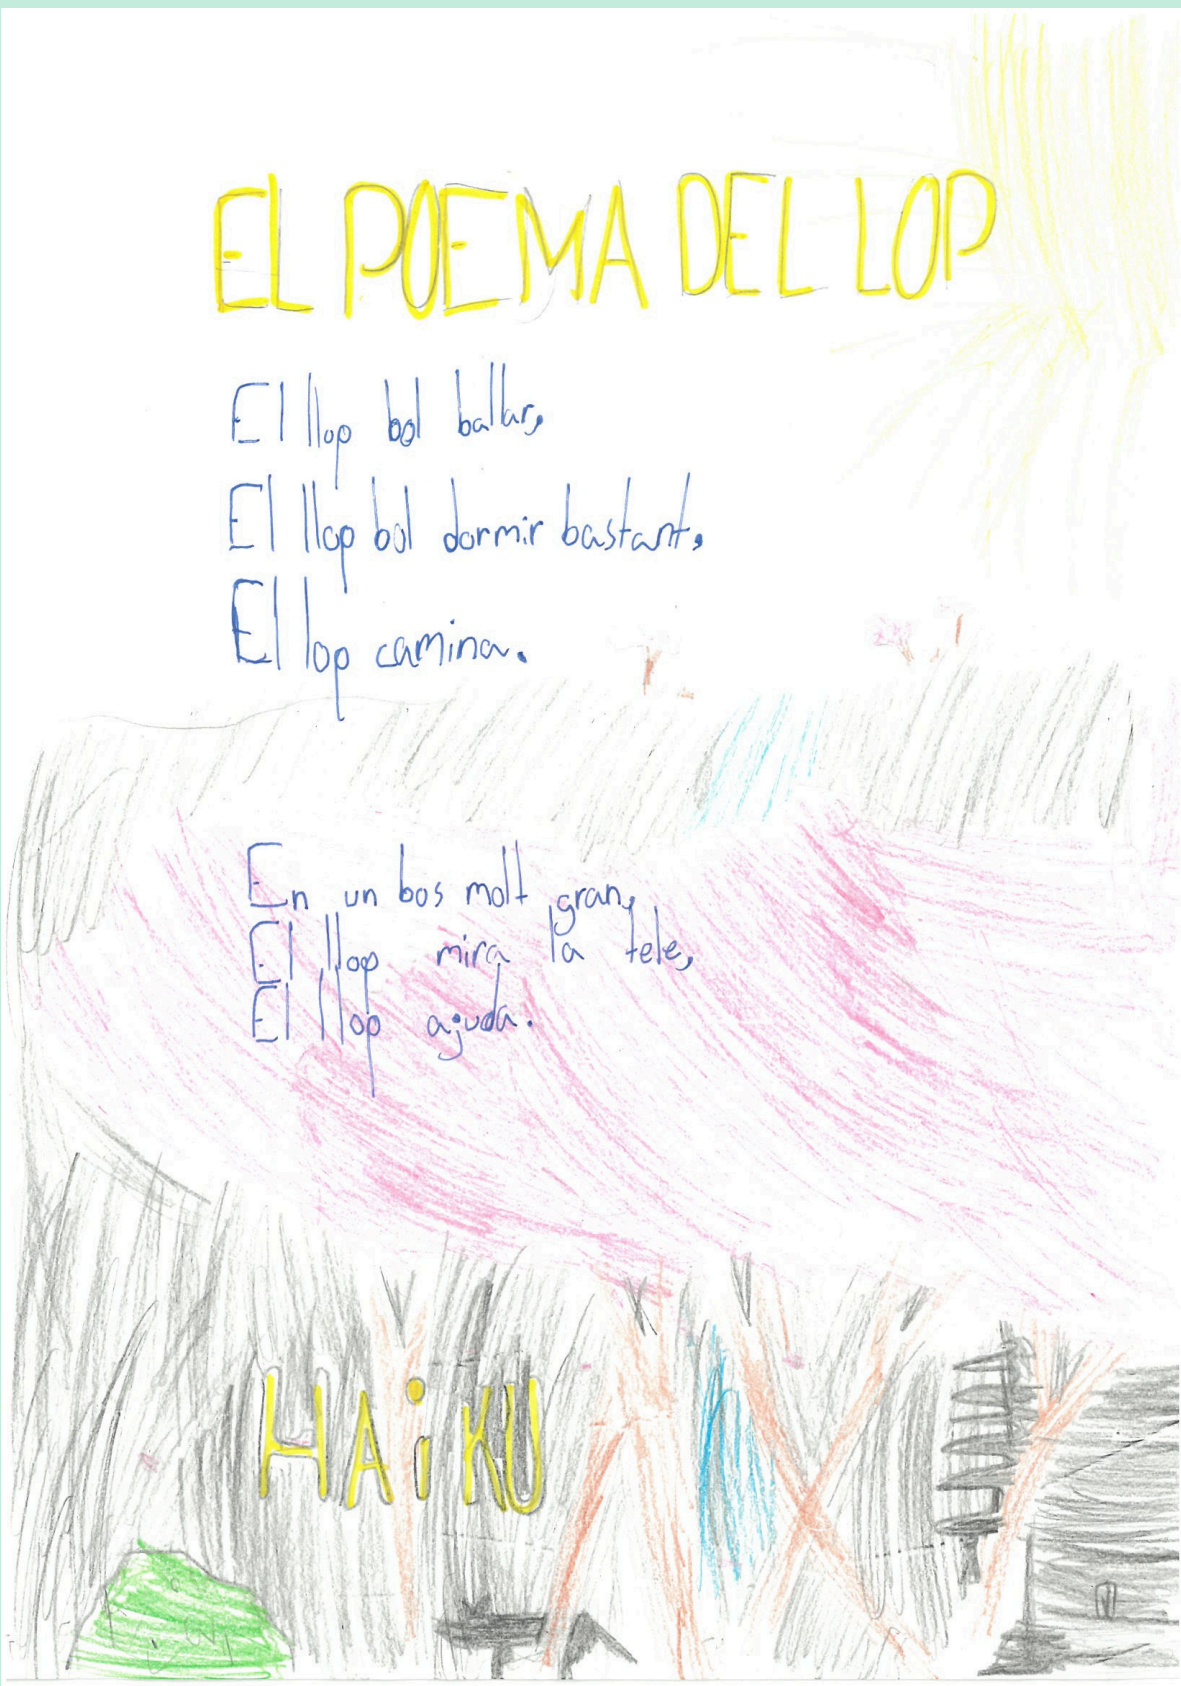 EL POEMA DEL LOP
El llop bol ballar,
El llop bol dormir bastant,
El lop camina.
En un bos molt gran,
El llop mira la tele,
El llop ajuda.
HAiKU